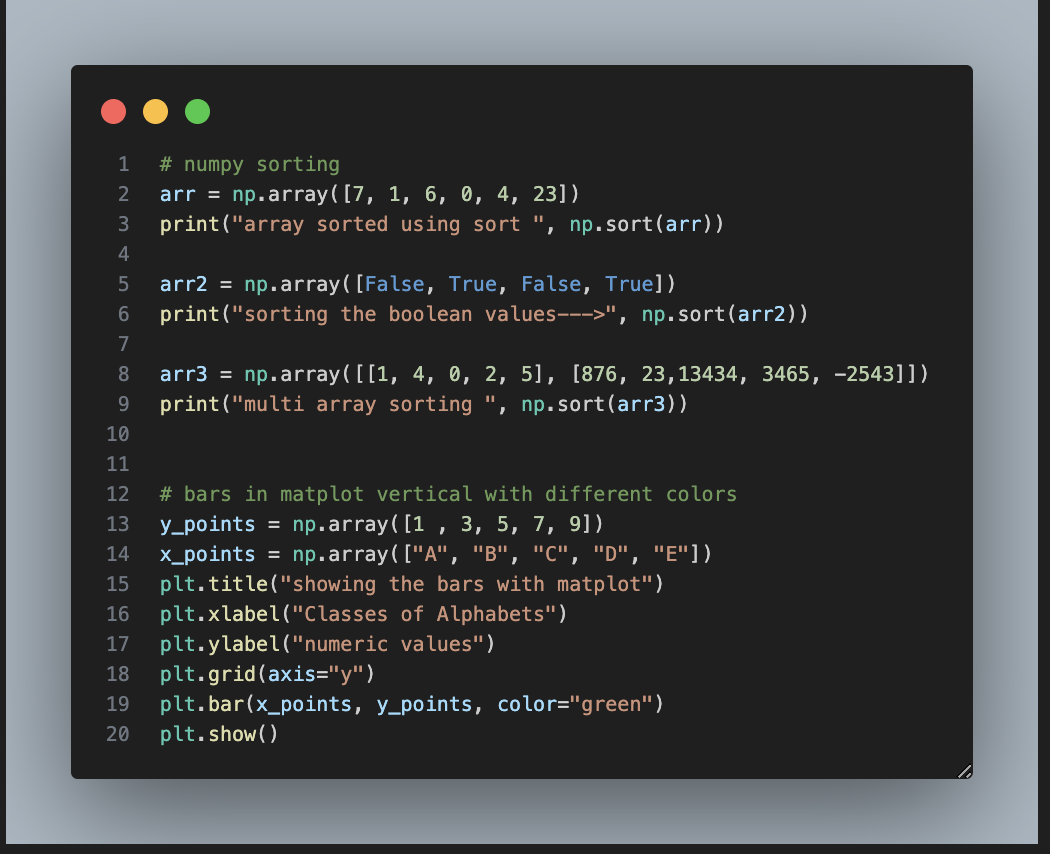 1 # numpy sorting
2 arr = np.array([7, 1, 6, 0, 4, 23])
3 print("array sorted using sort ", np.sort(arr))
4
5 arr2 = np.array([False, True, False, True])
6 print("sorting the boolean values--->", np.sort(arr2))
7
8 arr3 = np.array([[1, 4, 0, 2, 5], [876, 23,13434, 3465, -2543]])
9 print("multi array sorting ", np.sort(arr3))
10
11
12 # bars in matplot vertical with different colors
13 y_points = np.array([1 , 3, 5, 7, 9])
14 x_points = np.array(["A", "B", "C", "D", "E"])
15 plt.title("showing the bars with matplot")
16 plt.xlabel("Classes of Alphabets")
17 plt.ylabel("numeric values")
18 plt.grid(axis="y")
19 plt.bar(x_points, y_points, color="green")
20 plt.show()